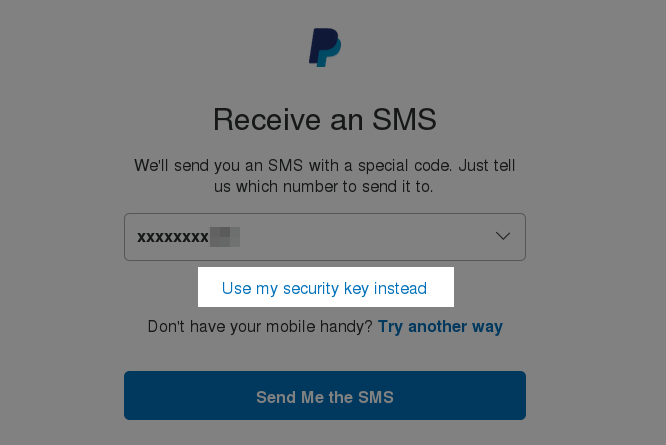 Receive an SMS
We'll send you an SMS with a special code. Just tell
us which number to send it to.
xxxxxxxx
Use my security key instead
Don't have your mobile handy? Try another way
Send Me the SMS